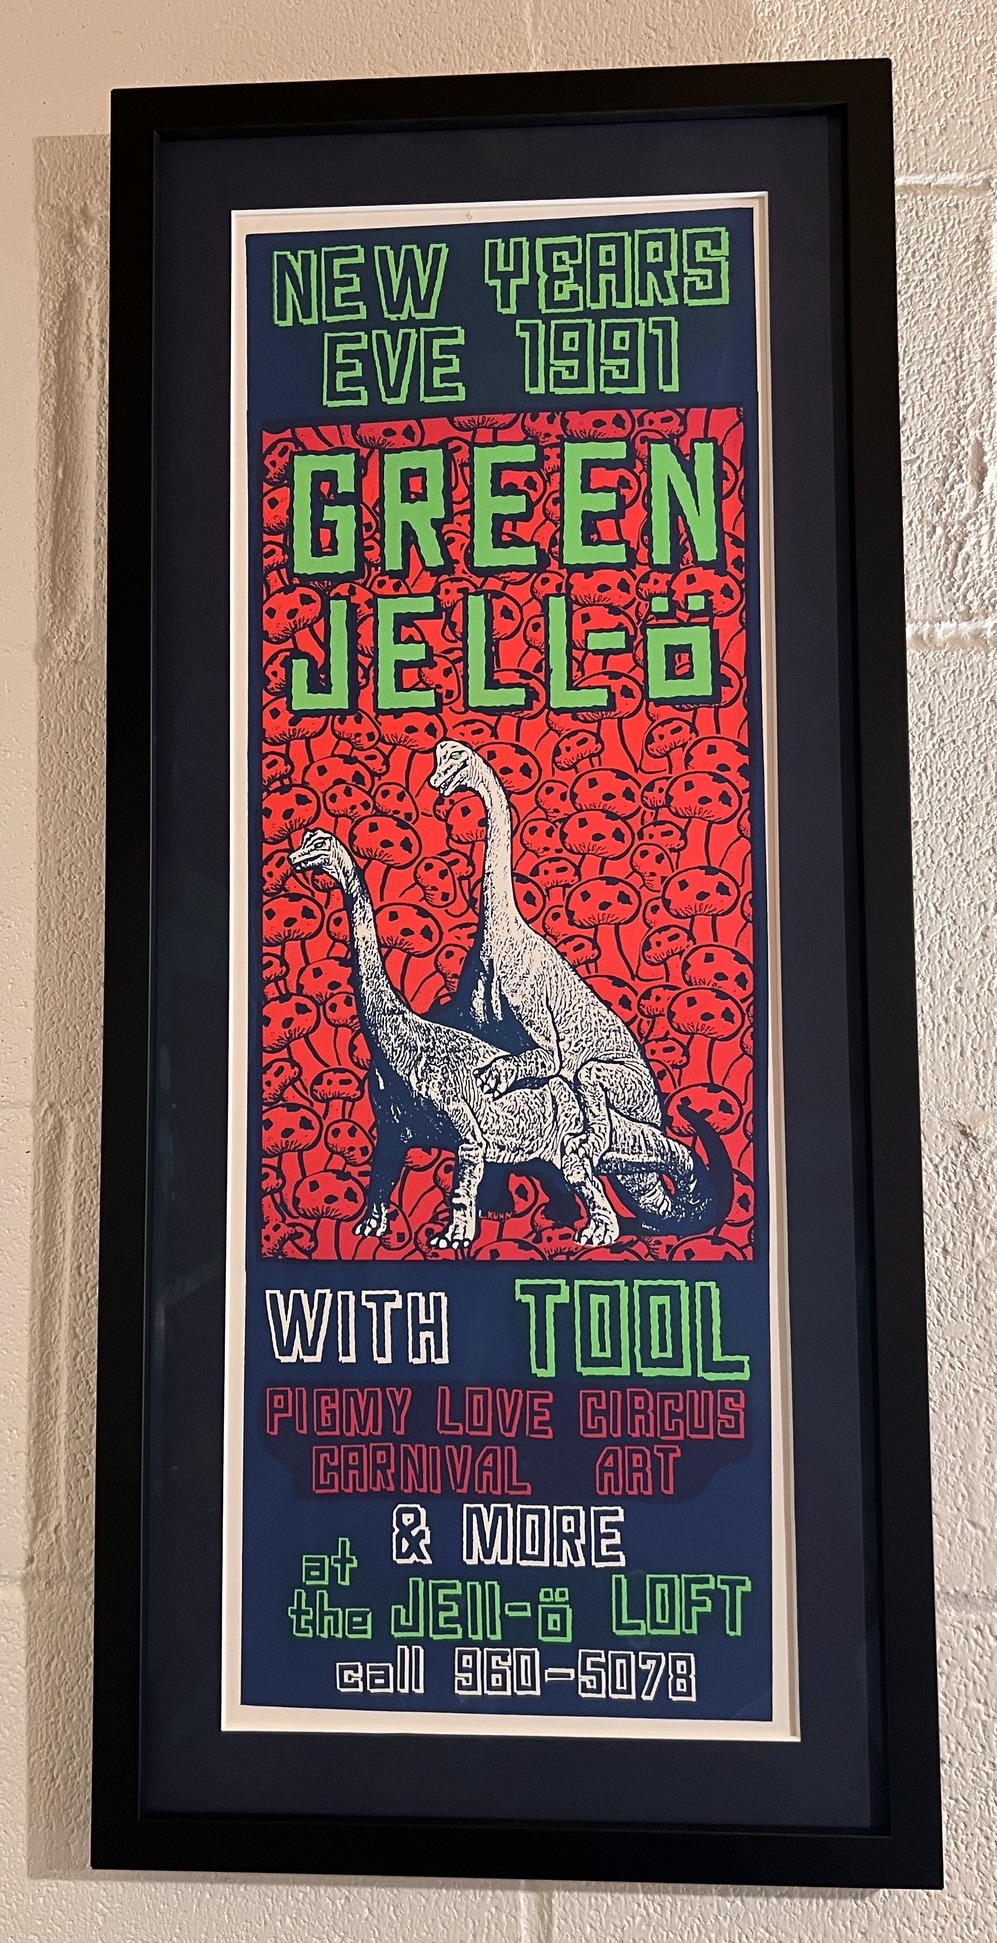 NEW YEARS
EVE 1991
GREEN
JELL-ö
L. KUHN
WITH TOOL
PIGMY LOVE CIRCUS
CARNIVAL ART
& MORE
at
the JEll-ö LOFT
call 960-5078